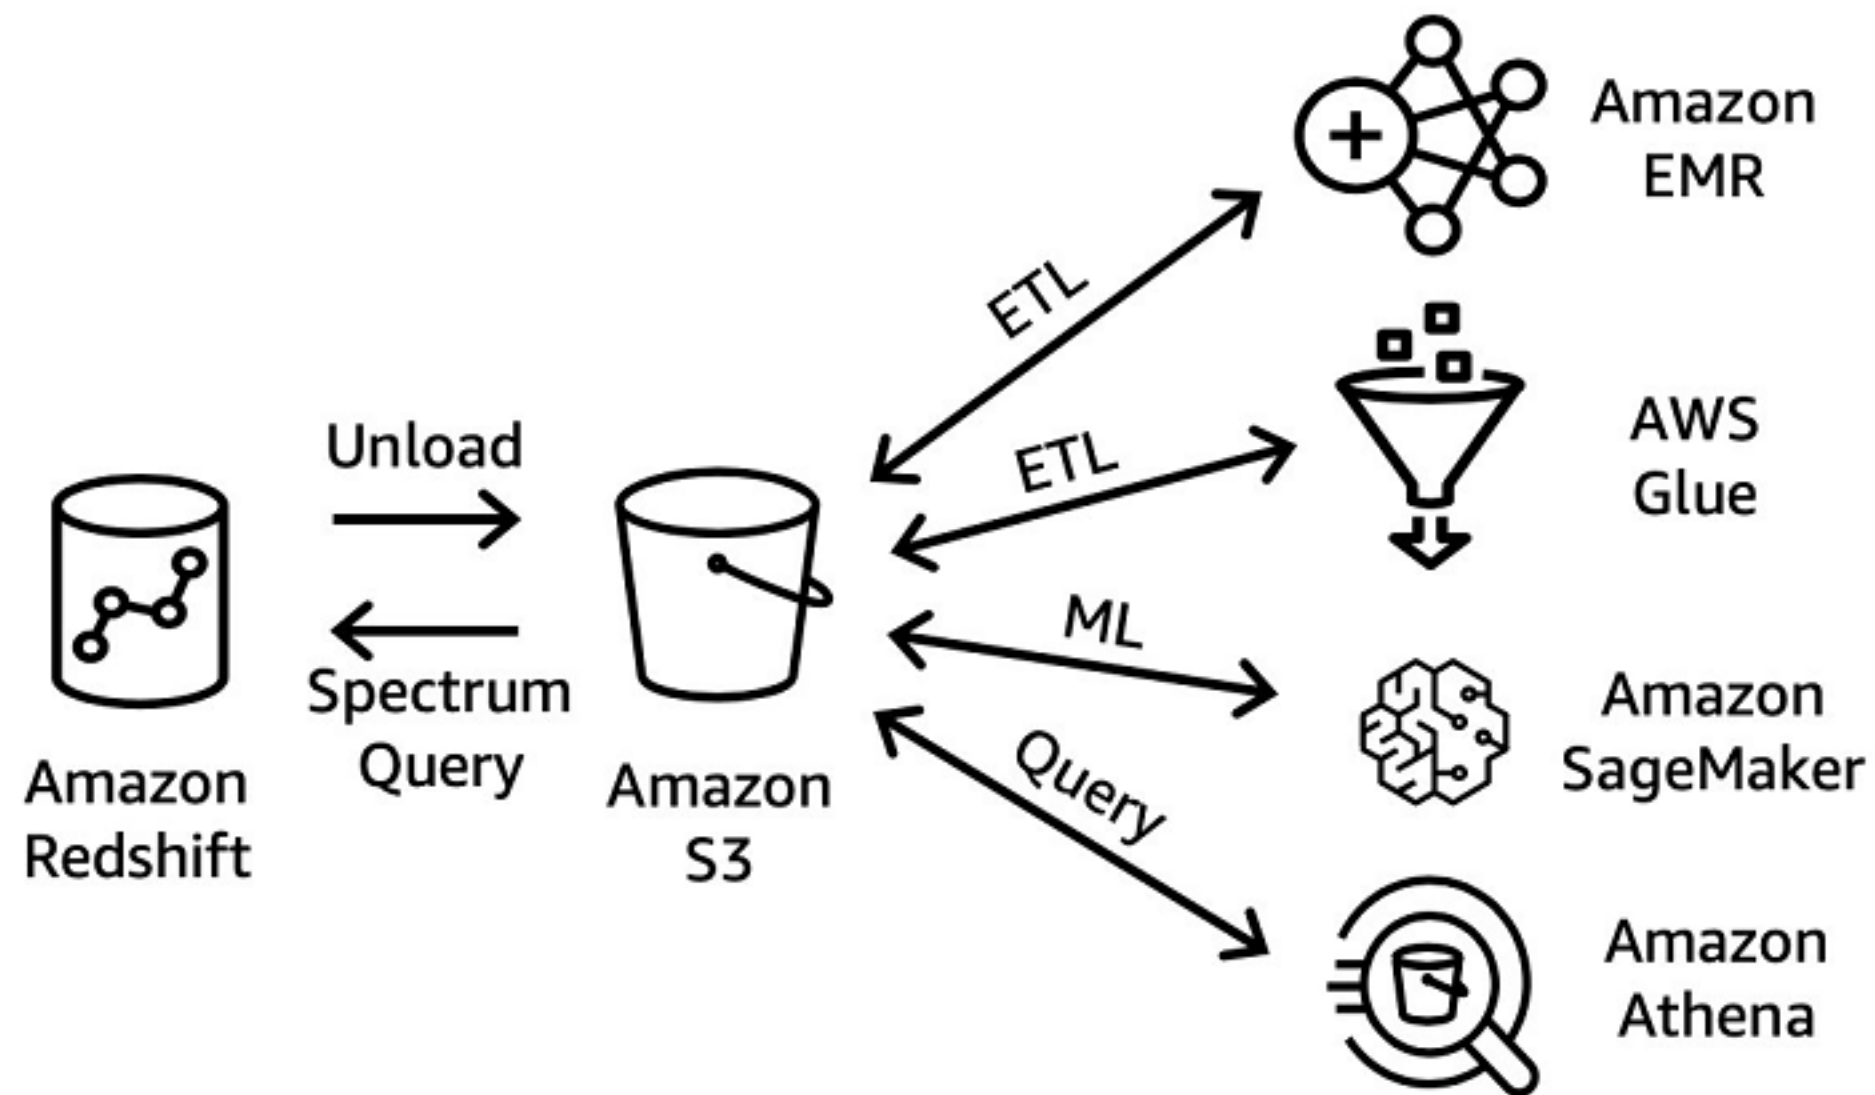 Amazon
EMR
ETL
AWS
Glue
ETL
Unload
Spectrum
Query
Amazon
Redshift
Amazon
S3
ML
Amazon
SageMaker
Query
Amazon
Athena